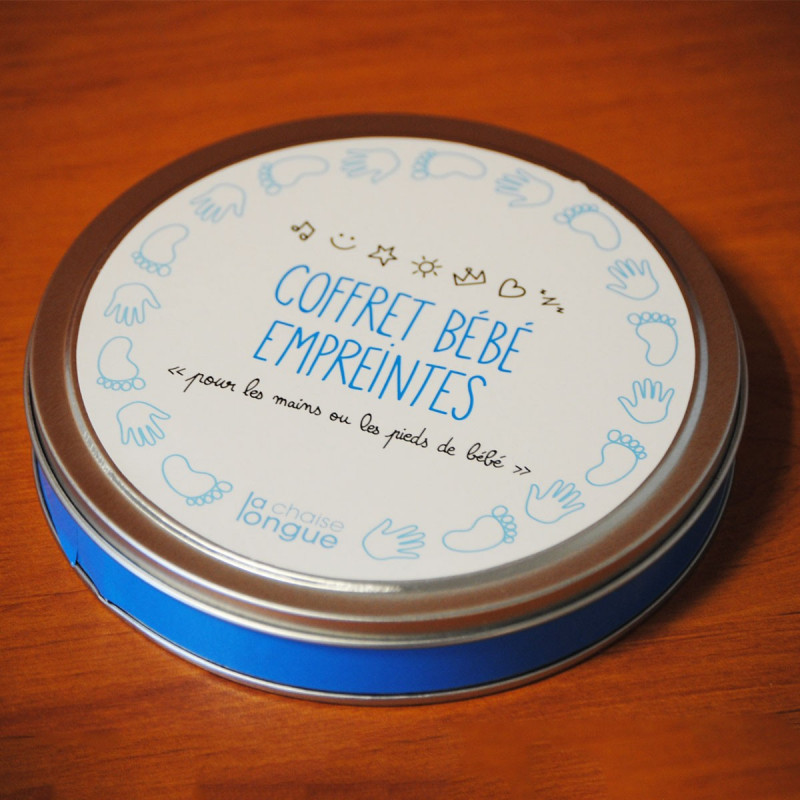 COFFRET BÉBÉ
EMPREINTES
« pour les mains ou les pieds de bébé »
la chaise
longue